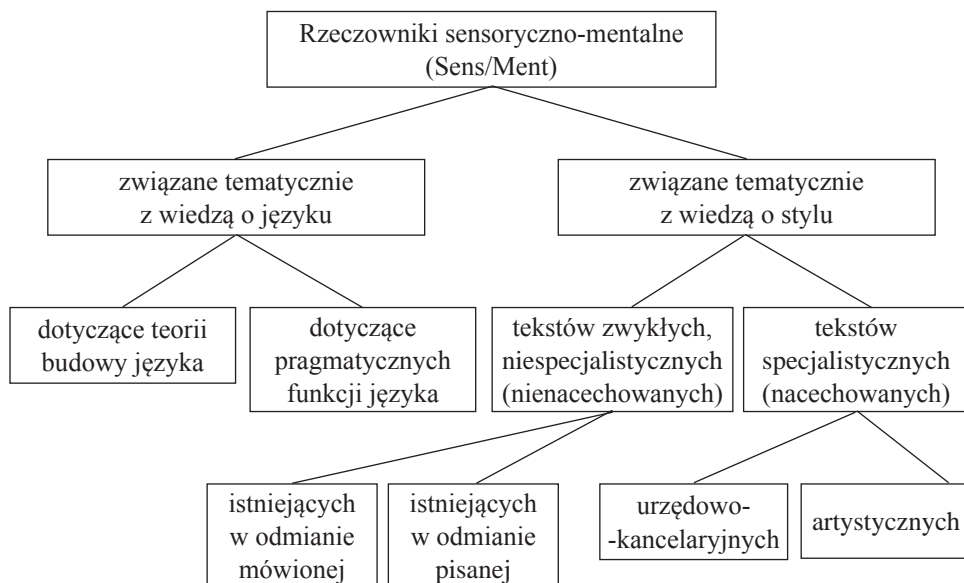 Rzeczowniki sensoryczno-mentalne
(Sens/Ment)
związane tematycznie
z wiedzą o języku
związane tematycznie
z wiedzą o stylu
dotyczące teorii
budowy języka
dotyczące
pragmatycznych
funkcji języka
tekstów zwykłych,
niespecjalistycznych
(nienacechowanych)
tekstów
specjalistycznych
(nacechowanych)
istniejących
w odmianie
mówionej
istniejących
w odmianie
pisanej
urzędowo-
-kancelaryjnych
artystycznych